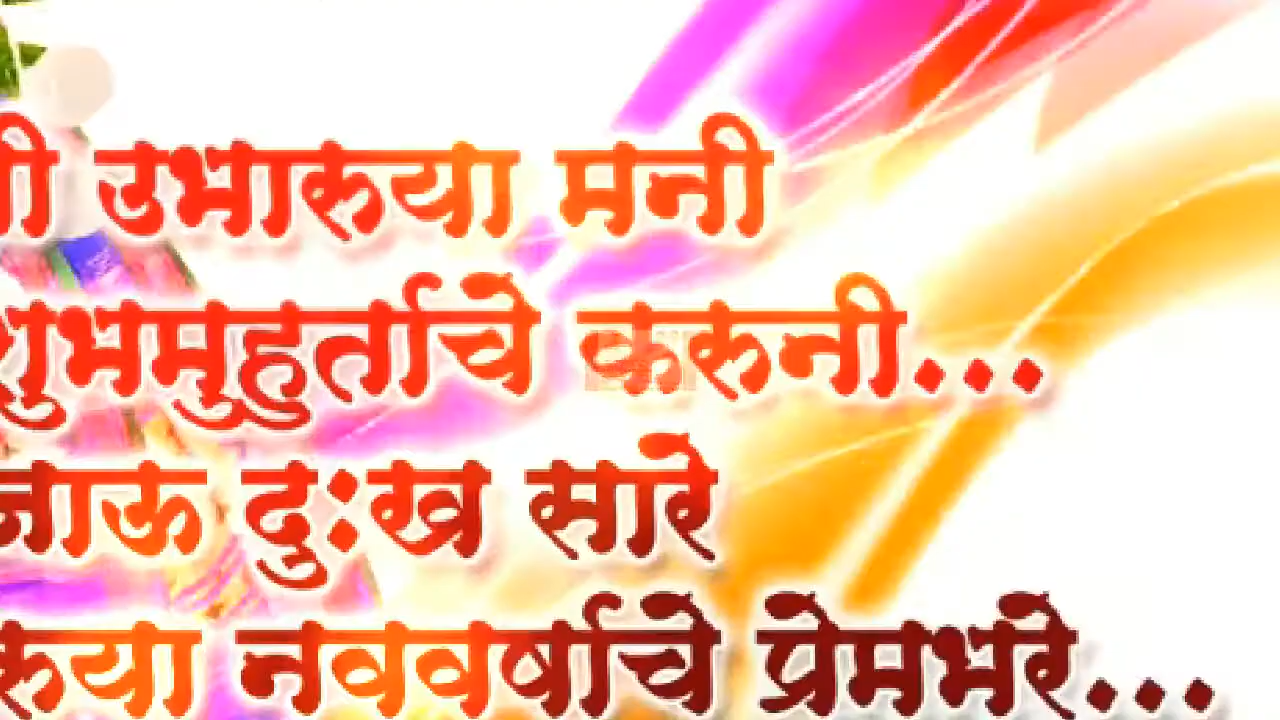 उभारुया मनी
शुभमुहुर्ताचे करुनी...
दुःख सारे
नववर्षाचे प्रेमभरे...